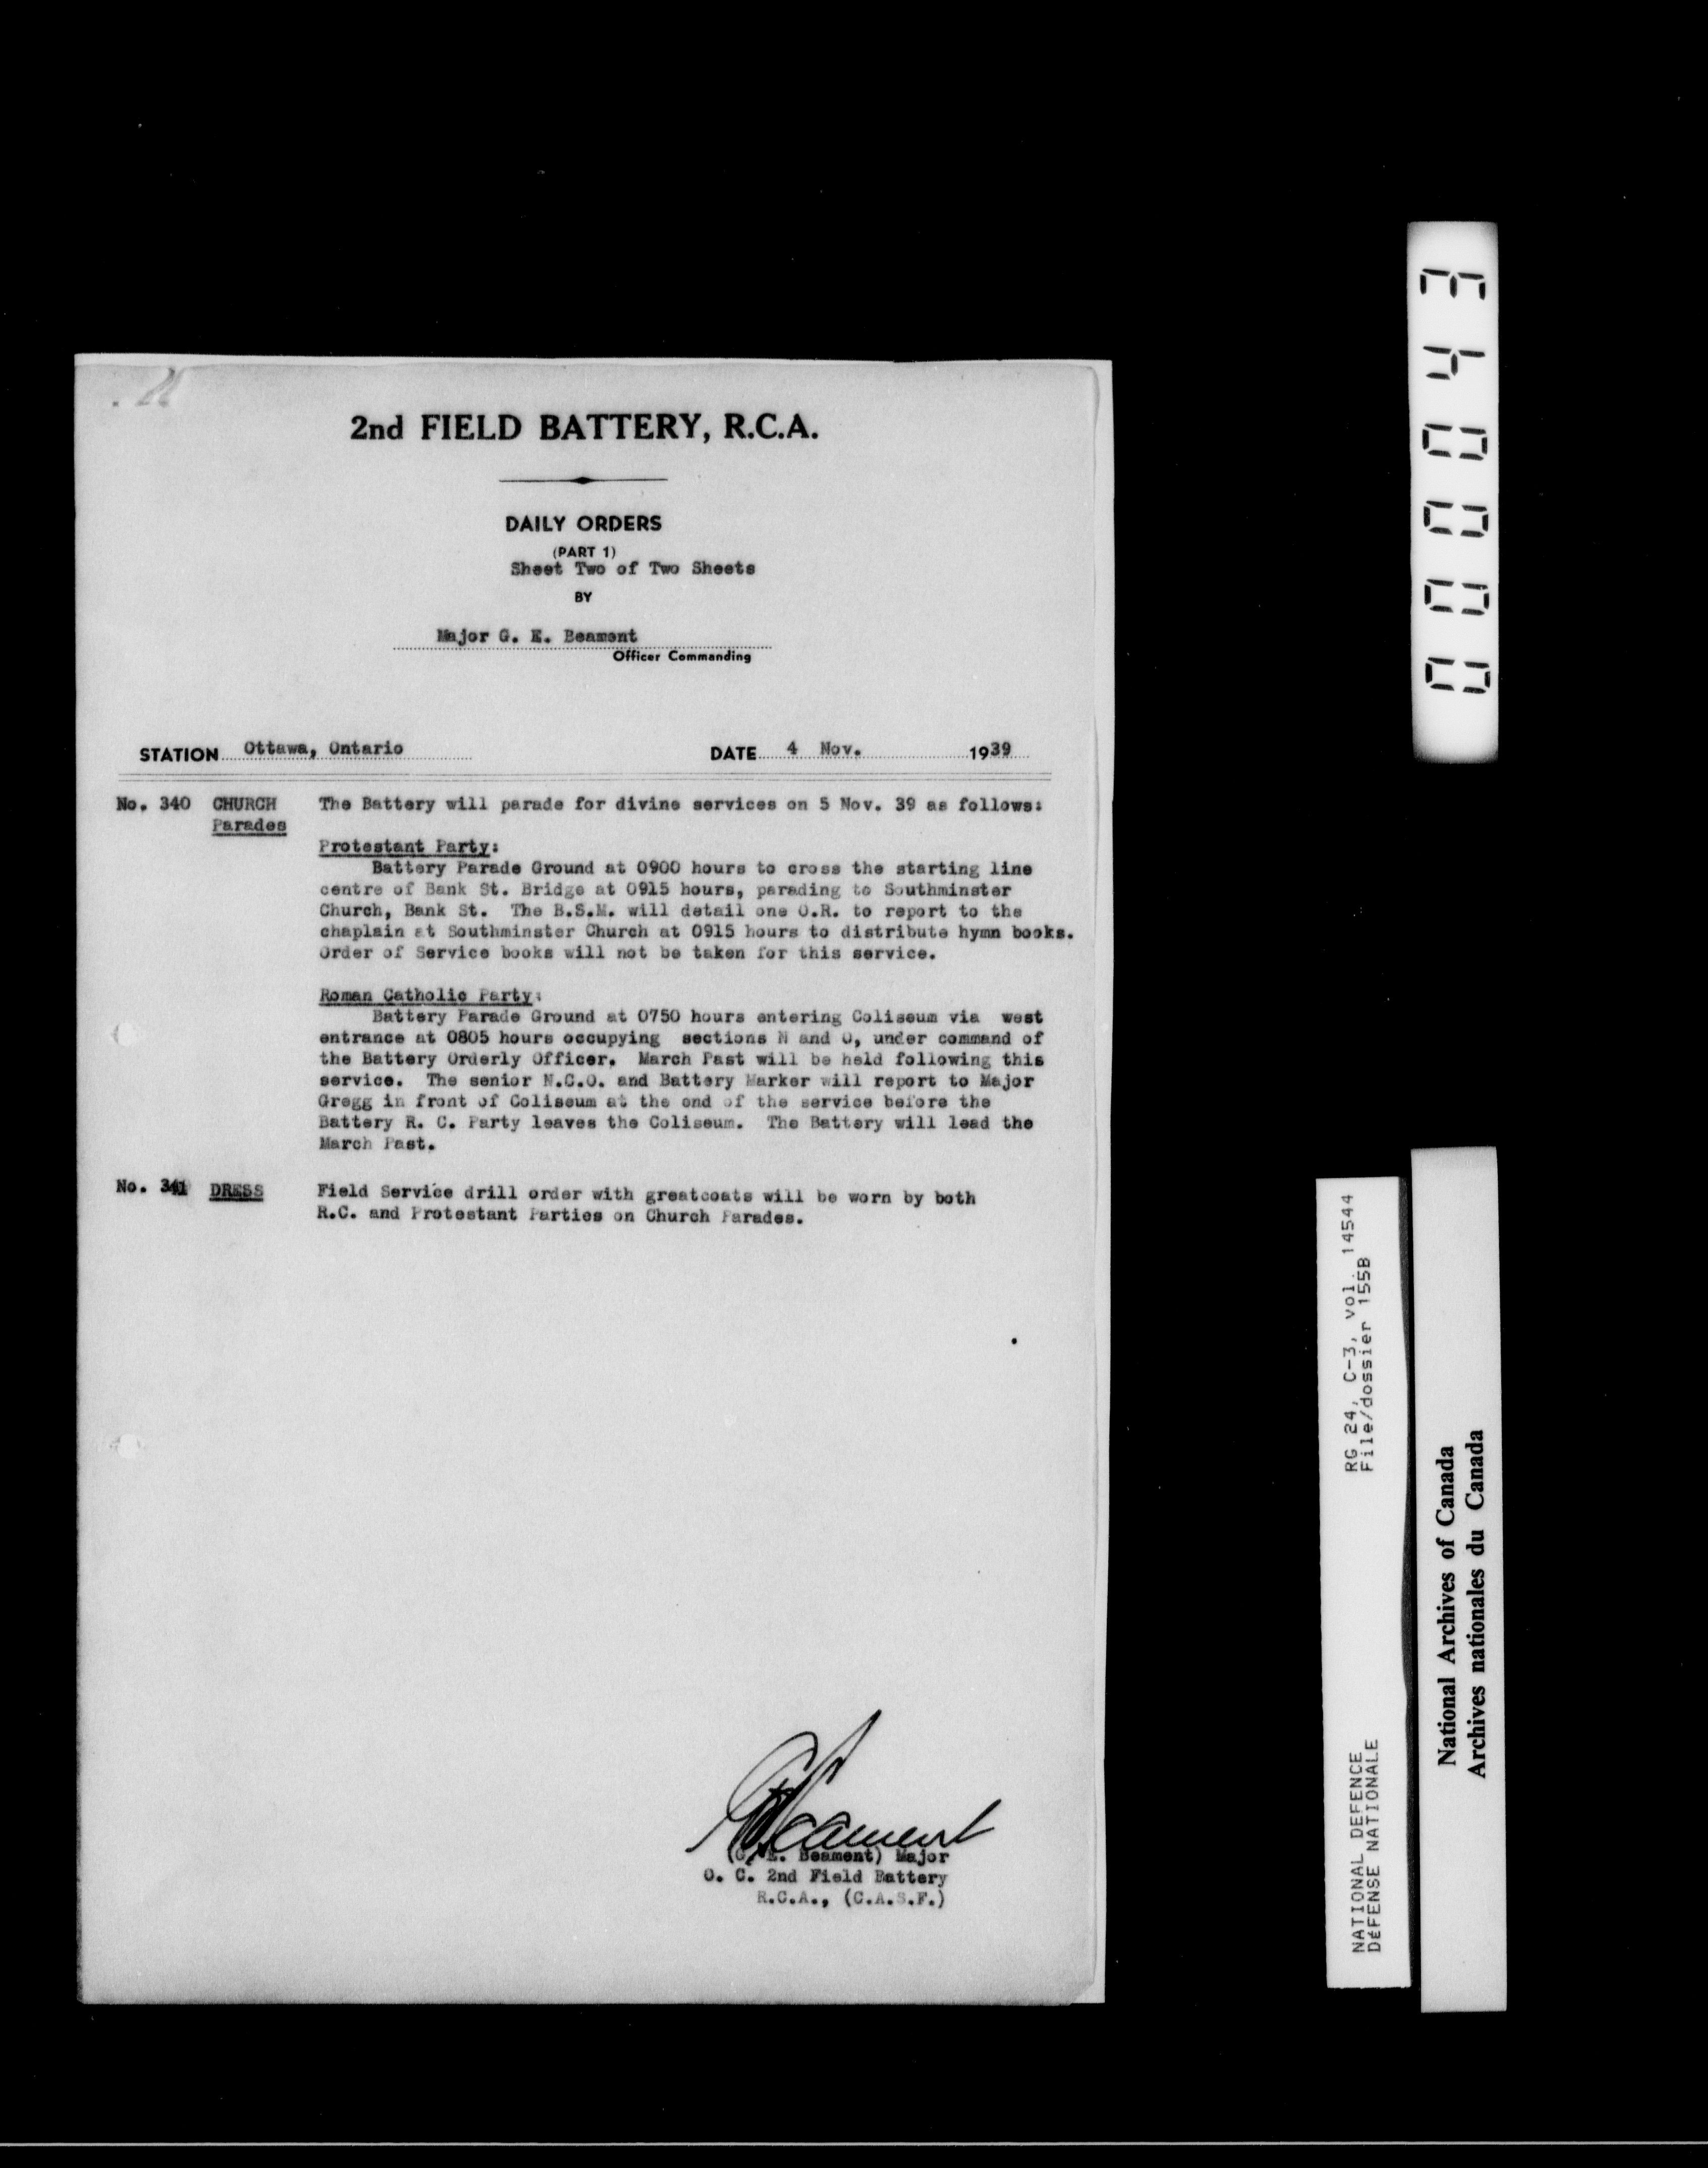 2nd FIELD BATTERY, R.C.A.
DAILY ORDERS
(PART 1)
Sheet Two of Two Sheets
BY
Major G. E. Beament
Officer Commanding
STATION Ottawa, Ontario DATE 4 Nov. 1939
No. 340 CHURCH The Battery will parade for divine services on 5 Nov. 39 as follows:
Parades
Protestant Party:
Battery Parade Ground at 0900 hours to cross the starting line
centre of Bank St. Bridge at 0915 hours, parading to Southminster
Church, Bank St. The B.S.M. will detail one O.R. to report to the
chaplain at Southminster Church at 0915 hours to distribute hymn books.
Order of Service books will not be taken for this service.
Roman Catholic Party:
Battery Parade Ground at 0750 hours entering Coliseum via west
entrance at 0805 hours occupying sections N and O, under command of
the Battery Orderly Officer. March Past will be held following this
service. The senior N.C.O. and Battery Marker will report to Major
Gregg in front of Coliseum at the end of the service before the
Battery R. C. Party leaves the Coliseum. The Battery will lead the
March Past.
No. 341 DRESS Field Service drill order with greatcoats will be worn by both
R.C. and Protestant Parties on Church Parades.
GEBeament
(G. E. Beament) Major
O. C. 2nd Field Battery
R.C.A., (C.A.S.F.)
000043
RG 24, C-3, vol. 14544
File/dossier 155B
NATIONAL DEFENCE
DÉFENSE NATIONALE
National Archives of Canada
Archives nationales du Canada